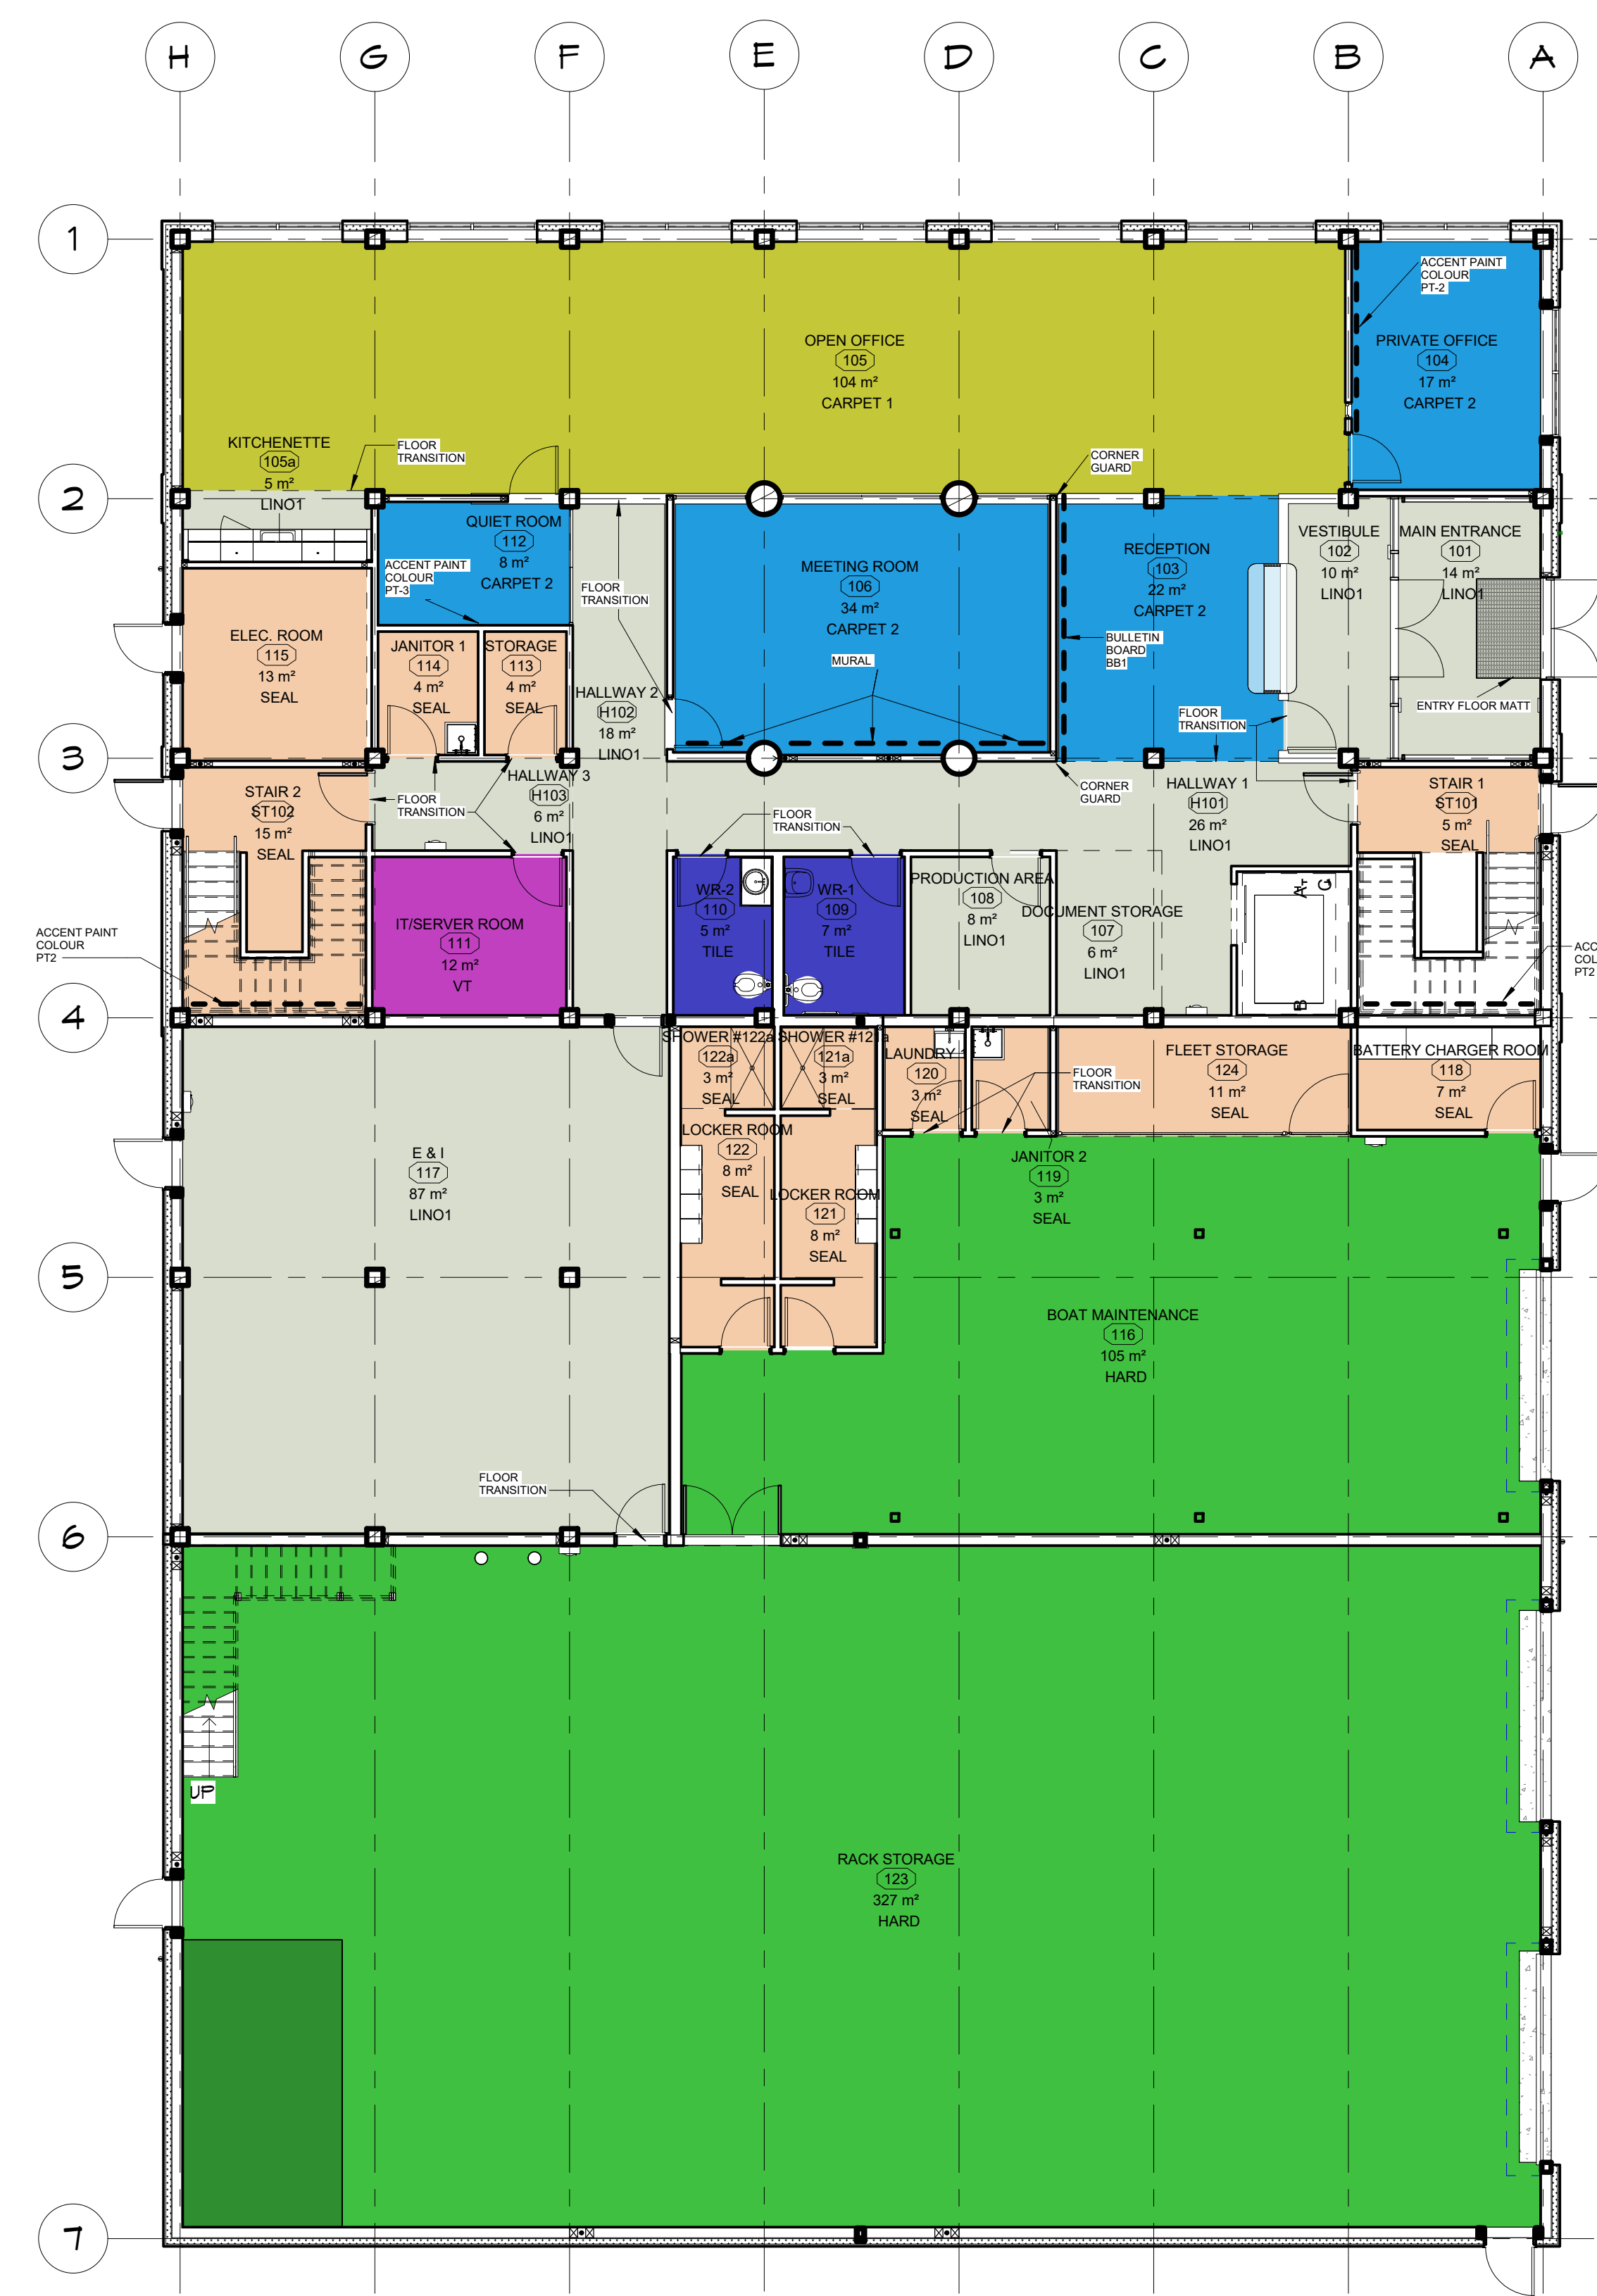 H G F E D C B A
1
ACCENT PAINT
COLOUR
PT-2
OPEN OFFICE
105
104 m²
CARPET 1
PRIVATE OFFICE
104
17 m²
CARPET 2
KITCHENETTE
105a
5 m²
LINO1
FLOOR
TRANSITION
CORNER
GUARD
2
QUIET ROOM
112
8 m²
CARPET 2
ACCENT PAINT
COLOUR
PT-3
FLOOR
TRANSITION
MEETING ROOM
106
34 m²
CARPET 2
MURAL
RECEPTION
103
22 m²
CARPET 2
BULLETIN
BOARD
BB1
VESTIBULE
102
10 m²
LINO1
MAIN ENTRANCE
101
14 m²
LINO1
ENTRY FLOOR MATT
FLOOR
TRANSITION
ELEC. ROOM
115
13 m²
SEAL
JANITOR 1
114
4 m²
SEAL
STORAGE
113
4 m²
SEAL
HALLWAY 2
H102
18 m²
LINO1
3
STAIR 2
ST102
15 m²
SEAL
FLOOR
TRANSITION
HALLWAY 3
H103
6 m²
LINO1
FLOOR
TRANSITION
CORNER
GUARD
HALLWAY 1
H101
26 m²
LINO1
STAIR 1
ST101
5 m²
SEAL
ACCENT PAINT
COLOUR
PT2
IT/SERVER ROOM
111
12 m²
VT
WR-2
110
5 m²
TILE
WR-1
109
7 m²
TILE
PRODUCTION AREA
108
8 m²
LINO1
DOCUMENT STORAGE
107
6 m²
LINO1
G
B
ACC
COL
PT2
4
SHOWER #122a
122a
3 m²
SEAL
SHOWER #121a
121a
3 m²
SEAL
LAUNDRY
120
3 m²
SEAL
FLOOR
TRANSITION
FLEET STORAGE
124
11 m²
SEAL
BATTERY CHARGER ROOM
118
7 m²
SEAL
E & I
117
87 m²
LINO1
LOCKER ROOM
122
8 m²
SEAL
LOCKER ROOM
121
8 m²
SEAL
JANITOR 2
119
3 m²
SEAL
5
BOAT MAINTENANCE
116
105 m²
HARD
FLOOR
TRANSITION
6
UP
RACK STORAGE
123
327 m²
HARD
7